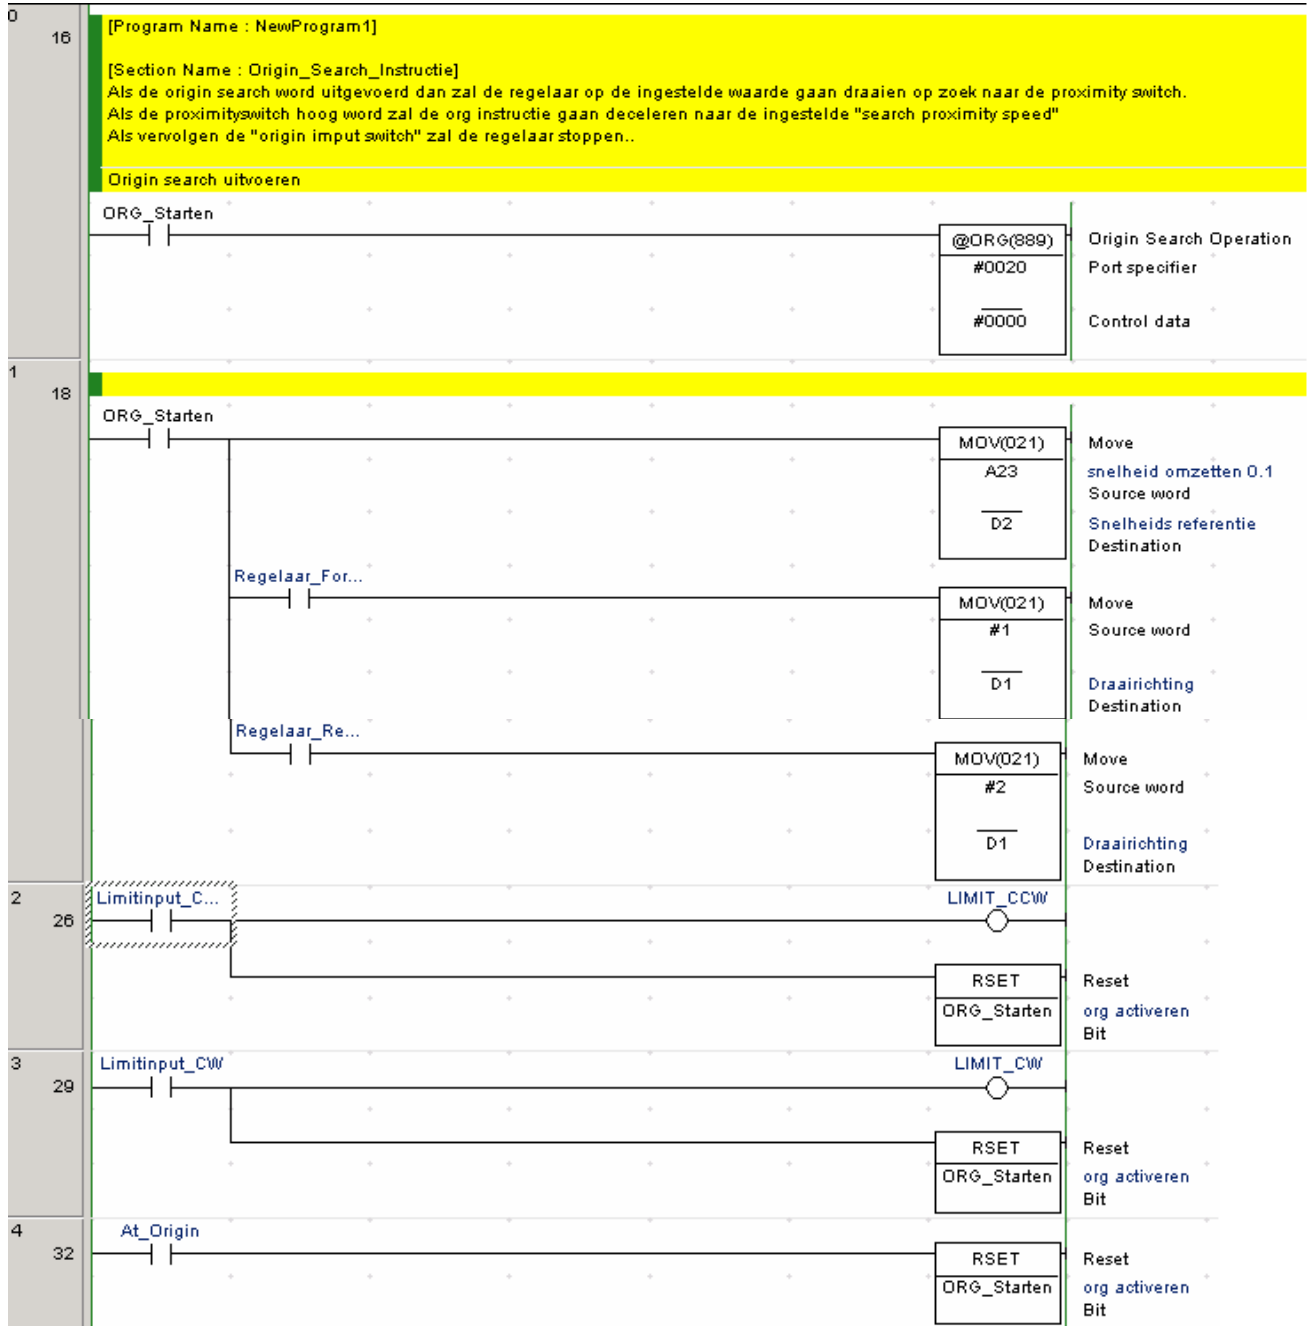 0
16
[Program Name : NewProgram1]
[Section Name : Origin_Search_Instructie]
Als de origin search word uitgevoerd dan zal de regelaar op de ingestelde waarde gaan draaien op zoek naar de proximity switch.
Als de proximityswitch hoog word zal de org instructie gaan deceleren naar de ingestelde "search proximity speed"
Als vervolgen de "origin imput switch" zal de regelaar stoppen..
Origin search uitvoeren
ORG_Starten
@ORG(889) Origin Search Operation
#0020 Port specifier
#0000 Control data
1
18
ORG_Starten
MOV(021) Move
A23 snelheid omzetten 0.1
Source word
D2 Snelheids referentie
Destination
Regelaar_For...
MOV(021) Move
#1 Source word
D1 Draairichting
Destination
Regelaar_Re...
MOV(021) Move
#2 Source word
D1 Draairichting
Destination
2
26
Limitinput_C... LIMIT_CCW
RSET Reset
ORG_Starten org activeren
Bit
3
29
Limitinput_CW LIMIT_CW
RSET Reset
ORG_Starten org activeren
Bit
4
32
At_Origin
RSET Reset
ORG_Starten org activeren
Bit